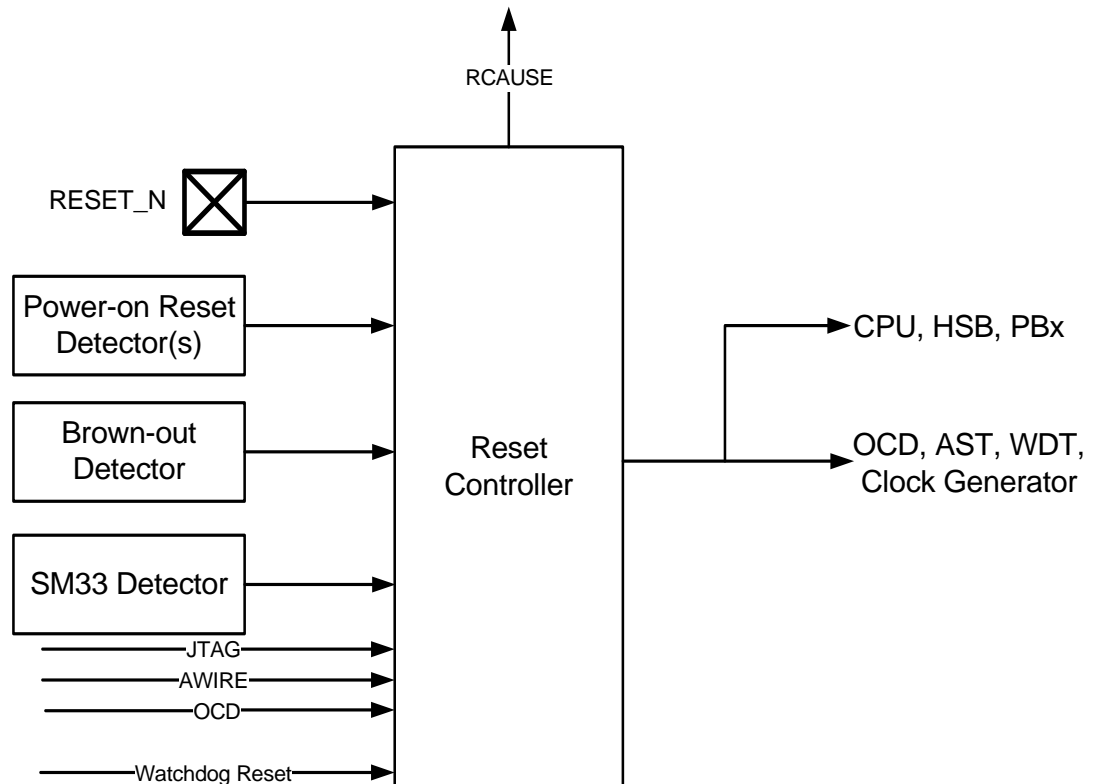 RCAUSE
RESET_N
Power-on Reset
Detector(s)
Brown-out
Detector
SM33 Detector
JTAG
AWIRE
OCD
Watchdog Reset
Reset
Controller
CPU, HSB, PBx
OCD, AST, WDT,
Clock Generator